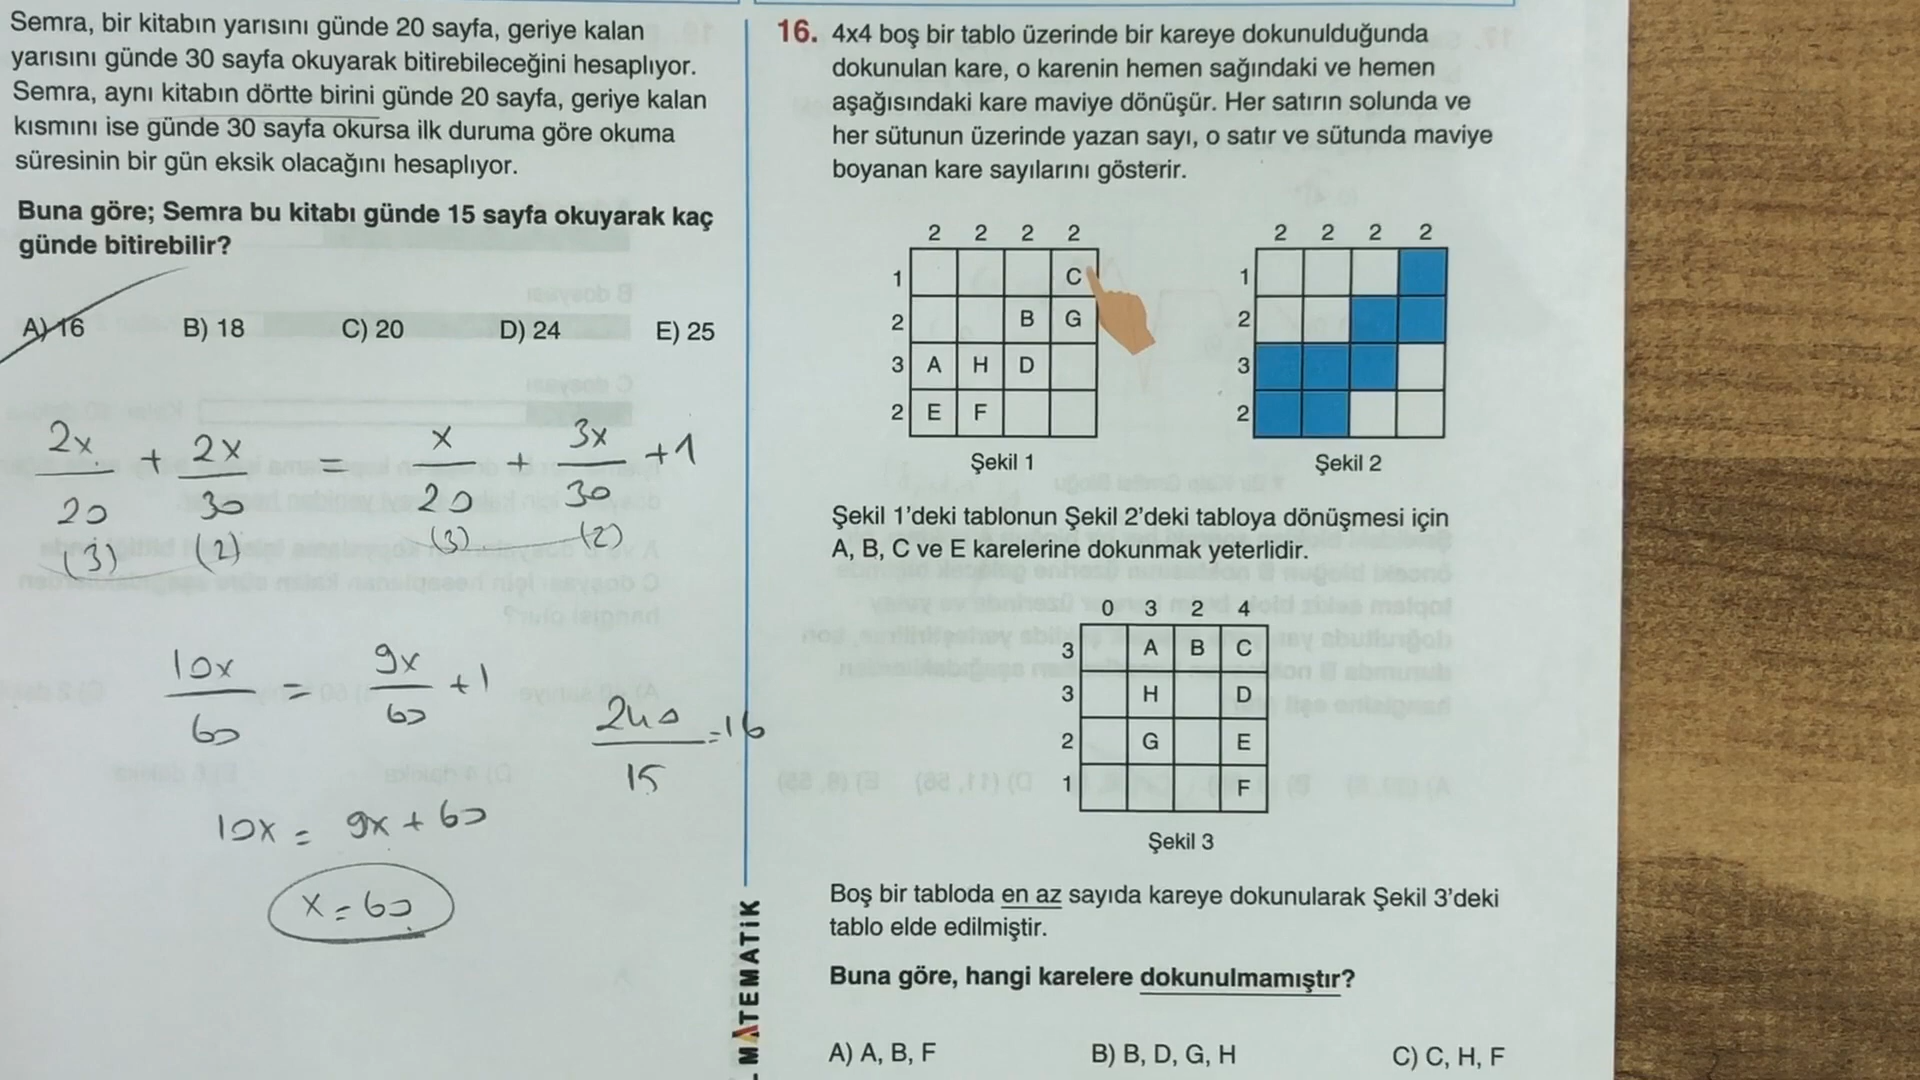 Semra, bir kitabın yarısını günde 20 sayfa, geriye kalan
yarısını günde 30 sayfa okuyarak bitirebileceğini hesaplıyor.
Semra, aynı kitabın dörtte birini günde 20 sayfa, geriye kalan
kısmını ise günde 30 sayfa okursa ilk duruma göre okuma
süresinin bir gün eksik olacağını hesaplıyor.
Buna göre; Semra bu kitabı günde 15 sayfa okuyarak kaç
günde bitirebilir?
A) 16 B) 18 C) 20 D) 24 E) 25
2x + 2x = x + 3x + 1
20 30 20 30
(3) (2) (3) (2)
10x = 9x + 1
60 60
240 = 16
15
10x = 9x + 60
x = 60
MATEMATİK
16. 4x4 boş bir tablo üzerinde bir kareye dokunulduğunda
dokunulan kare, o karenin hemen sağındaki ve hemen
aşağısındaki kare maviye dönüşür. Her satırın solunda ve
her sütunun üzerinde yazan sayı, o satır ve sütunda maviye
boyanan kare sayılarını gösterir.
2 2 2 2
1 C
2 B G
3 A H D
2 E F
Şekil 1
2 2 2 2
1
2
3
2
Şekil 2
Şekil 1'deki tablonun Şekil 2'deki tabloya dönüşmesi için
A, B, C ve E karelerine dokunmak yeterlidir.
0 3 2 4
3 A B C
3 H D
2 G E
1 F
Şekil 3
Boş bir tabloda en az sayıda kareye dokunularak Şekil 3'deki
tablo elde edilmiştir.
Buna göre, hangi karelere dokunulmamıştır?
A) A, B, F B) B, D, G, H C) C, H, F